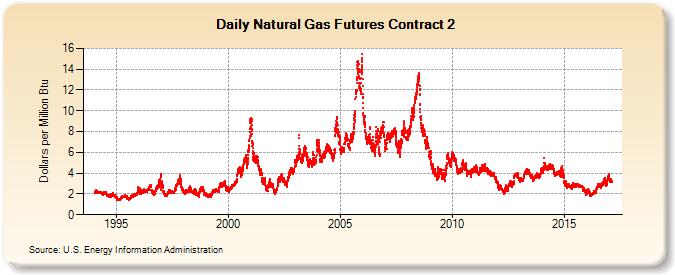 Daily Natural Gas Futures Contract 2
Dollars per Million Btu
16
14
12
10
8
6
4
2
0
1995 2000 2005 2010 2015
Source: U.S. Energy Information Administration